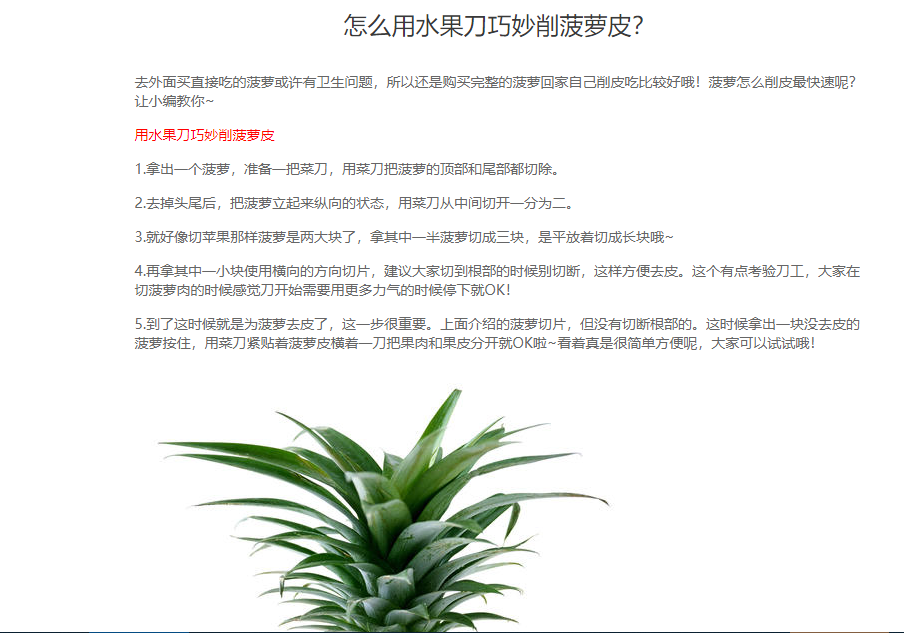 怎么用水果刀巧妙削菠萝皮？
去外面买直接吃的菠萝或许有卫生问题，所以还是购买完整的菠萝回家自己削皮吃比较好哦！菠萝怎么削皮最快速呢？
让小编教你~
用水果刀巧妙削菠萝皮
1.拿出一个菠萝，准备一把菜刀，用菜刀把菠萝的顶部和尾部都切除。
2.去掉头尾后，把菠萝立起来纵向的状态，用菜刀从中间切开一分为二。
3.就好像切苹果那样菠萝是两大块了，拿其中一半菠萝切成三块，是平放着切成长块哦~
4.再拿其中一小块使用横向的方向切片，建议大家切到根部的时候别切断，这样方便去皮。这个有点考验刀工，大家在
切菠萝肉的时候感觉刀开始需要用更多力气的时候停下就OK！
5.到了这时候就是为菠萝去皮了，这一步很重要。上面介绍的菠萝切片，但没有切断根部的。这时候拿出一块没去皮的
菠萝按住，用菜刀紧贴着菠萝皮横着一刀把果肉和果皮分开就OK啦~看着真是很简单方便呢，大家可以试试哦！